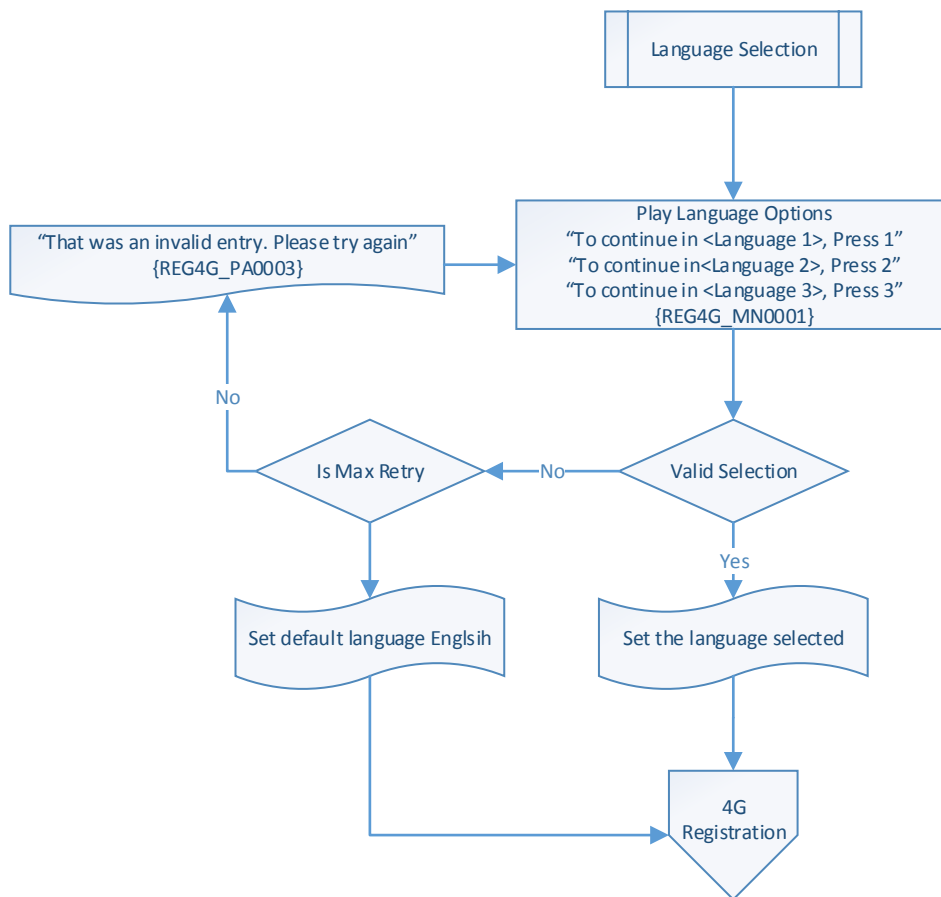 Language Selection
Play Language Options
“To continue in <Language 1>, Press 1”
“To continue in<Language 2>, Press 2”
“To continue in <Language 3>, Press 3”
{REG4G_MN0001}
“That was an invalid entry. Please try again”
{REG4G_PA0003}
No
Is Max Retry
No
Valid Selection
Yes
Set default language Englsih
Set the language selected
4G
Registration